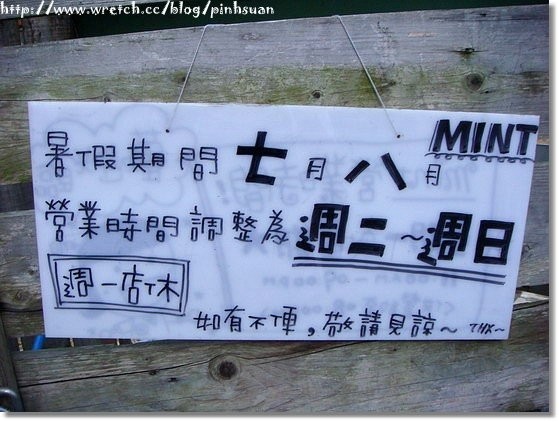 http://www.wretch.cc/blog/pinhsuan
MINT
暑假期間七月八月
營業時間調整為週二~週日
週一店休
如有不便，敬請見諒~ THX~